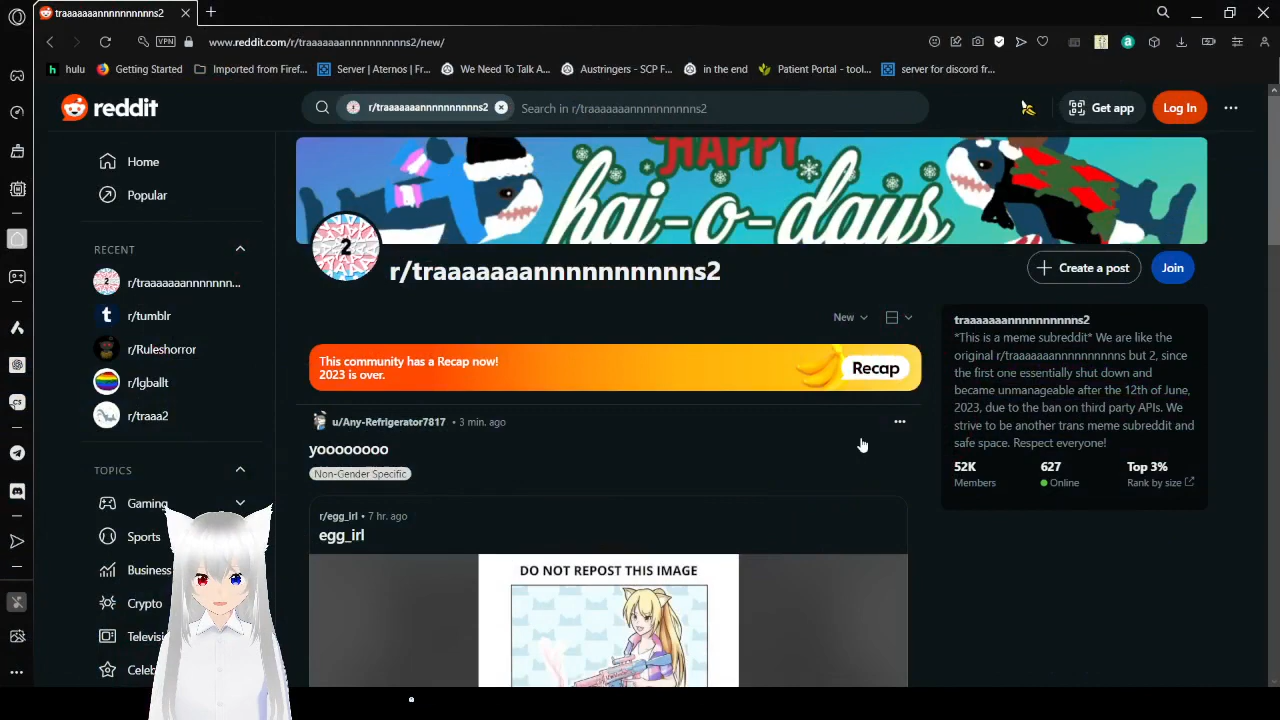 traaaaaaannnnnnnnnns2
VPN
www.reddit.com/r/traaaaaaannnnnnnnnns2/new/
h hulu
Getting Started
Imported from Firef...
Server | Aternos | Fr...
We Need To Talk A...
Austringers - SCP F...
in the end
Patient Portal - tool...
server for discord fr...
reddit
r/traaaaaaannnnnnnnnns2
Search in r/traaaaaaannnnnnnnnns2
Get app
Log In
Home
Popular
RECENT
r/traaaaaaannnnnnn...
r/tumblr
r/Ruleshorror
r/lgballt
r/traaa2
TOPICS
Gaming
Sports
Business
Crypto
Televisi
Celeb
HAPPY
hai-o-days
2
r/traaaaaaannnnnnnnnns2
Create a post
Join
New
This community has a Recap now!
2023 is over.
Recap
u/Any-Refrigerator7817 • 3 min. ago
yoooooooo
Non-Gender Specific
r/egg_irl • 7 hr. ago
egg_irl
DO NOT REPOST THIS IMAGE
traaaaaaannnnnnnnnns2
*This is a meme subreddit* We are like the
original r/traaaaaaannnnnnnnnns but 2, since
the first one essentially shut down and
became unmanageable after the 12th of June,
2023, due to the ban on third party APIs. We
strive to be another trans meme subreddit and
safe space. Respect everyone!
52K
Members
627
Online
Top 3%
Rank by size